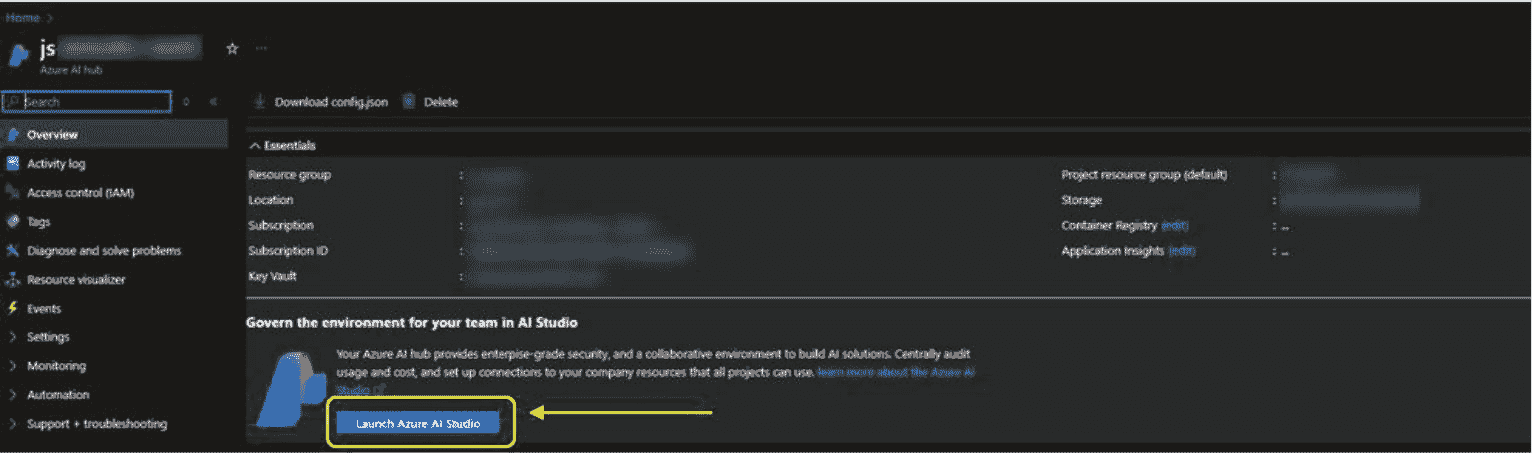 Home >
js
Azure AI hub
Search
Download config.json Delete
Overview
Essentials
Activity log
Resource group :
Project resource group (default) :
Access control (IAM)
Location :
Storage :
Tags
Subscription :
Container Registry (edit) : --
Diagnose and solve problems
Subscription ID :
Application Insights (edit) : --
Resource visualizer
Key Vault :
Events
Settings
Monitoring
Automation
Support + troubleshooting
Govern the environment for your team in AI Studio
Your Azure AI hub provides enterpise-grade security, and a collaborative environment to build AI solutions. Centrally audit
usage and cost, and set up connections to your company resources that all projects can use. learn more about the Azure AI
Studio
Launch Azure AI Studio